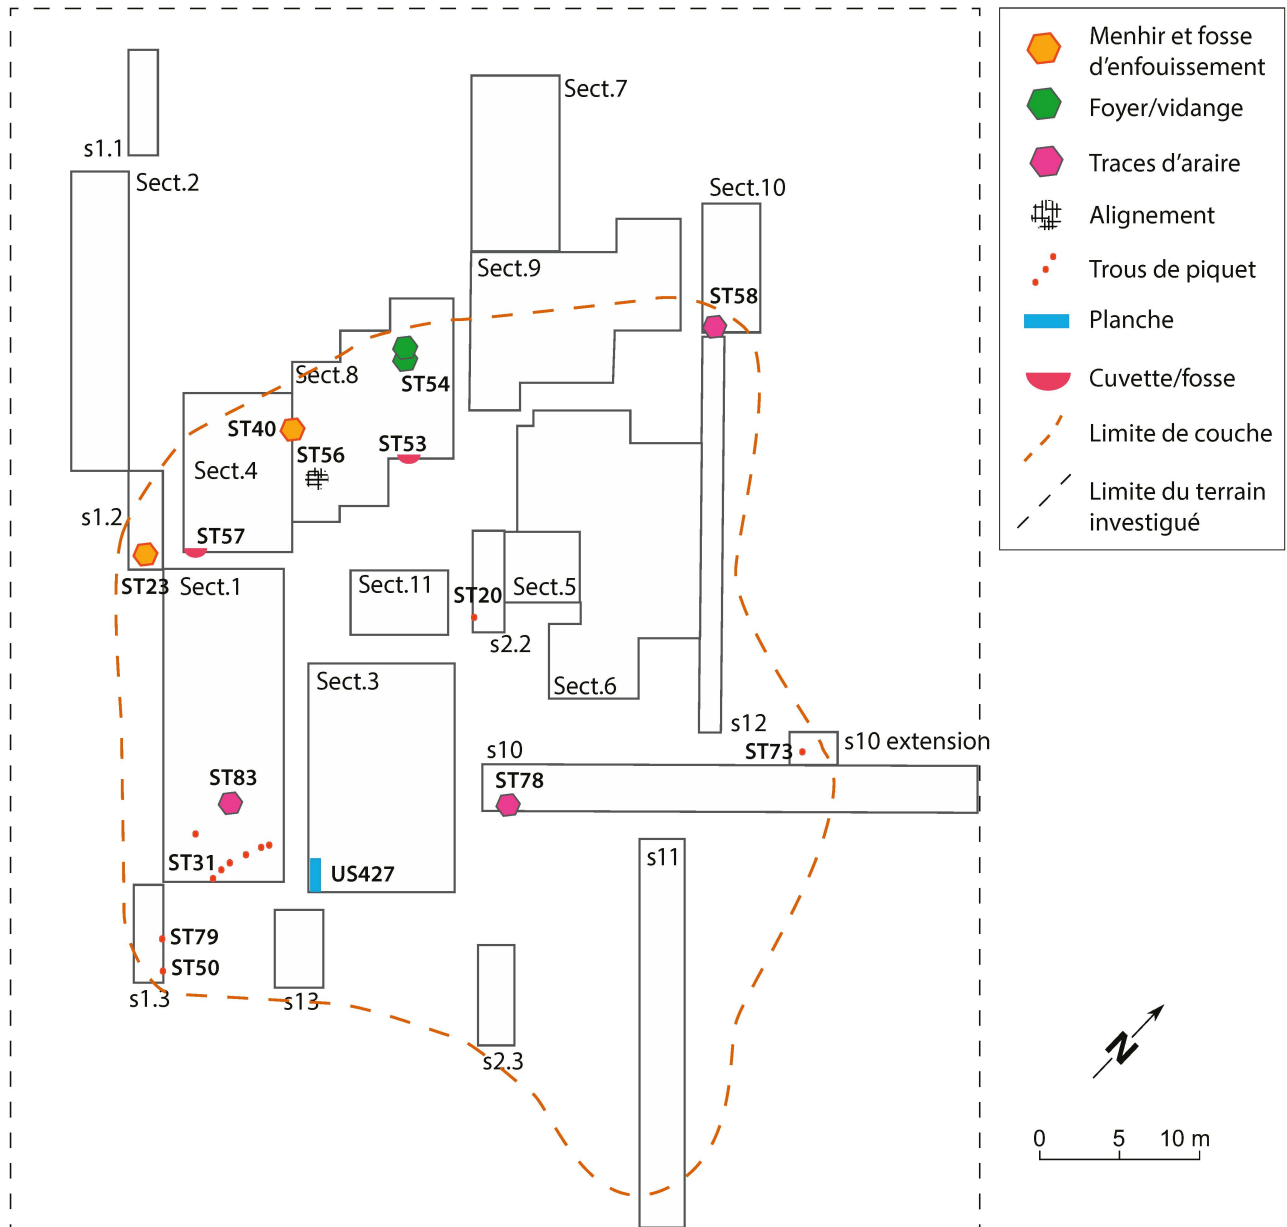 s1.1
Sect.2
Sect.7
Sect.10
Sect.9
ST58
Sect.8
ST54
ST40
ST53
ST56
Sect.4
s1.2
ST57
ST23
Sect.1
Sect.11
ST20
Sect.5
s2.2
Sect.3
Sect.6
s12
s10
ST73
s10 extension
ST83
ST78
ST31
US427
s11
ST79
ST50
s1.3
s13
s2.3
Menhir et fosse
d’enfouissement
Foyer/vidange
Traces d’araire
Alignement
Trous de piquet
Planche
Cuvette/fosse
Limite de couche
Limite du terrain
investigué
N
0 5 10 m